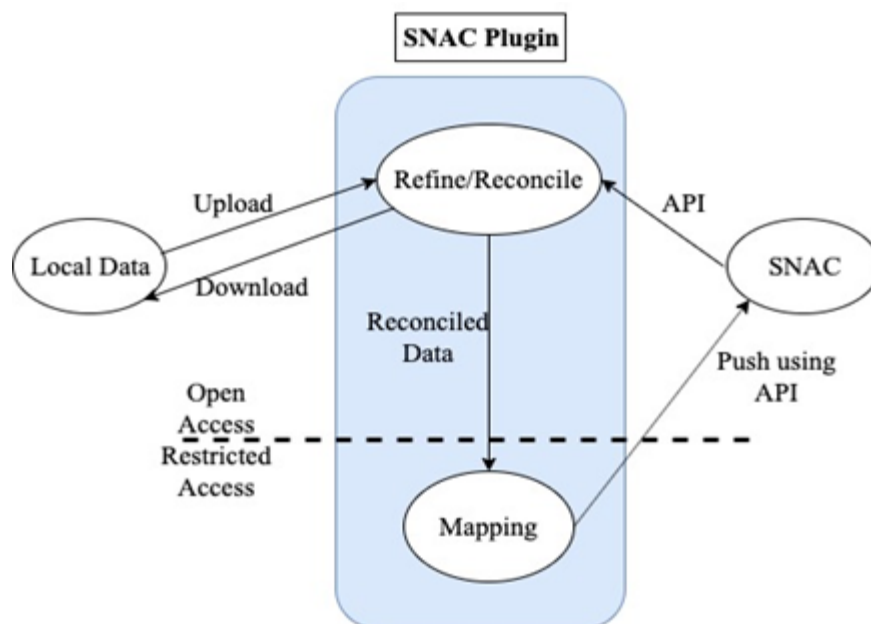 SNAC Plugin
Refine/Reconcile
Upload
API
Local Data
SNAC
Download
Reconciled
Data
Push using
API
Open
Access
Restricted
Access
Mapping